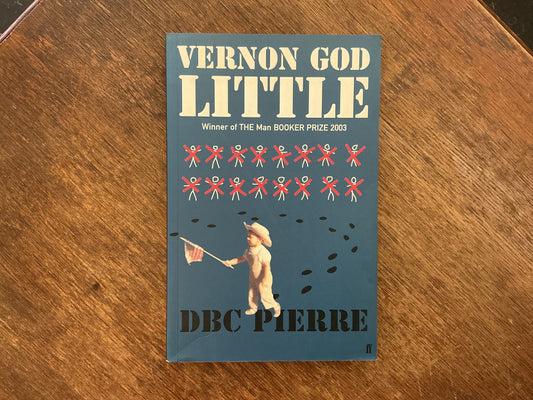 VERNON GOD
LITTLE
Winner of THE Man BOOKER PRIZE 2003
DBC PIERRE
ff